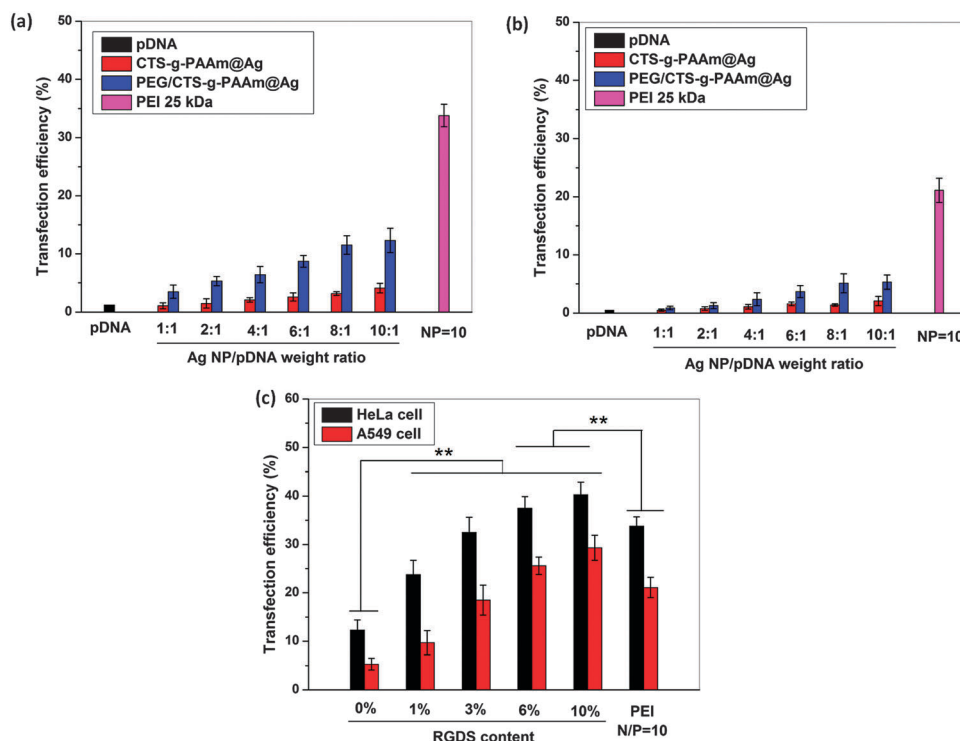 (a)
50
40
30
20
10
0
Transfection efficiency (%)
pDNA
CTS-g-PAAm@Ag
PEG/CTS-g-PAAm@Ag
PEI 25 kDa
pDNA 1:1 2:1 4:1 6:1 8:1 10:1 NP=10
Ag NP/pDNA weight ratio
(b)
50
40
30
20
10
0
Transfection efficiency (%)
pDNA
CTS-g-PAAm@Ag
PEG/CTS-g-PAAm@Ag
PEI 25 kDa
pDNA 1:1 2:1 4:1 6:1 8:1 10:1 NP=10
Ag NP/pDNA weight ratio
(c)
60
50
40
30
20
10
0
Transfection efficiency (%)
HeLa cell
A549 cell
**
**
0% 1% 3% 6% 10% PEI
N/P=10
RGDS content